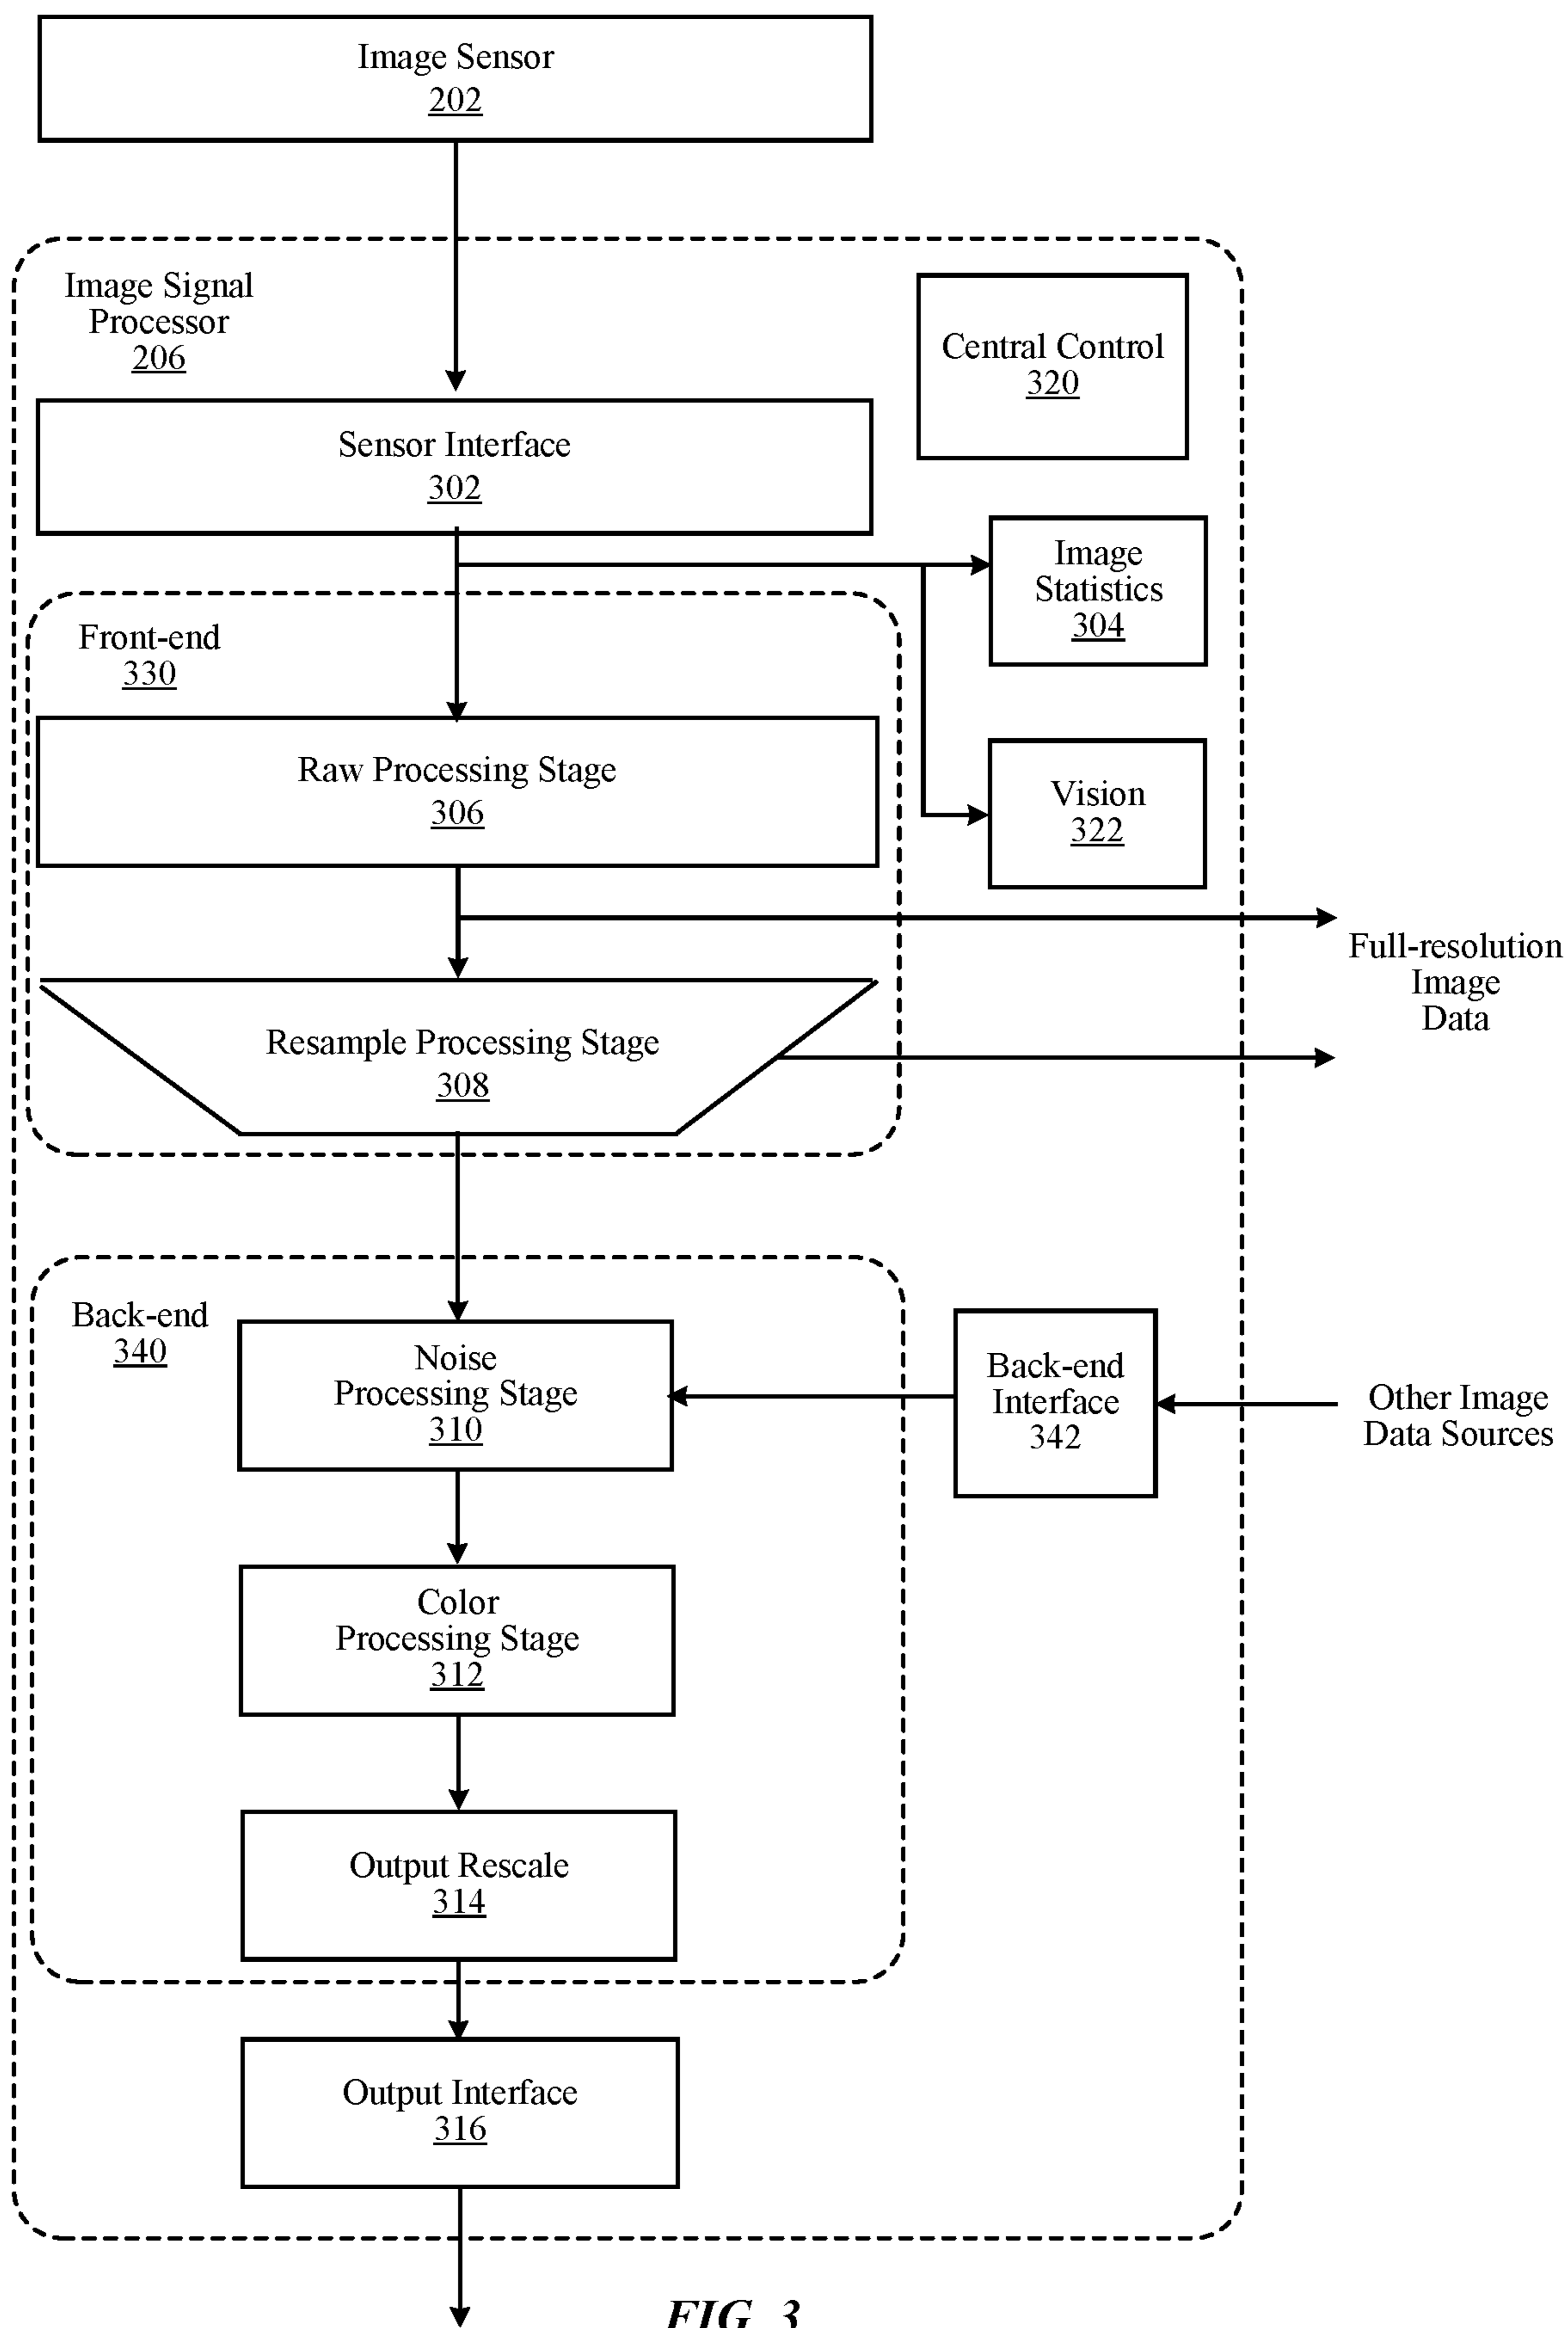 Image Sensor
202
Image Signal
Processor
206
Central Control
320
Sensor Interface
302
Image
Statistics
304
Front-end
330
Raw Processing Stage
306
Vision
322
Full-resolution
Image
Data
Resample Processing Stage
308
Back-end
340
Noise
Processing Stage
310
Back-end
Interface
342
Other Image
Data Sources
Color
Processing Stage
312
Output Rescale
314
Output Interface
316
FIG. 3